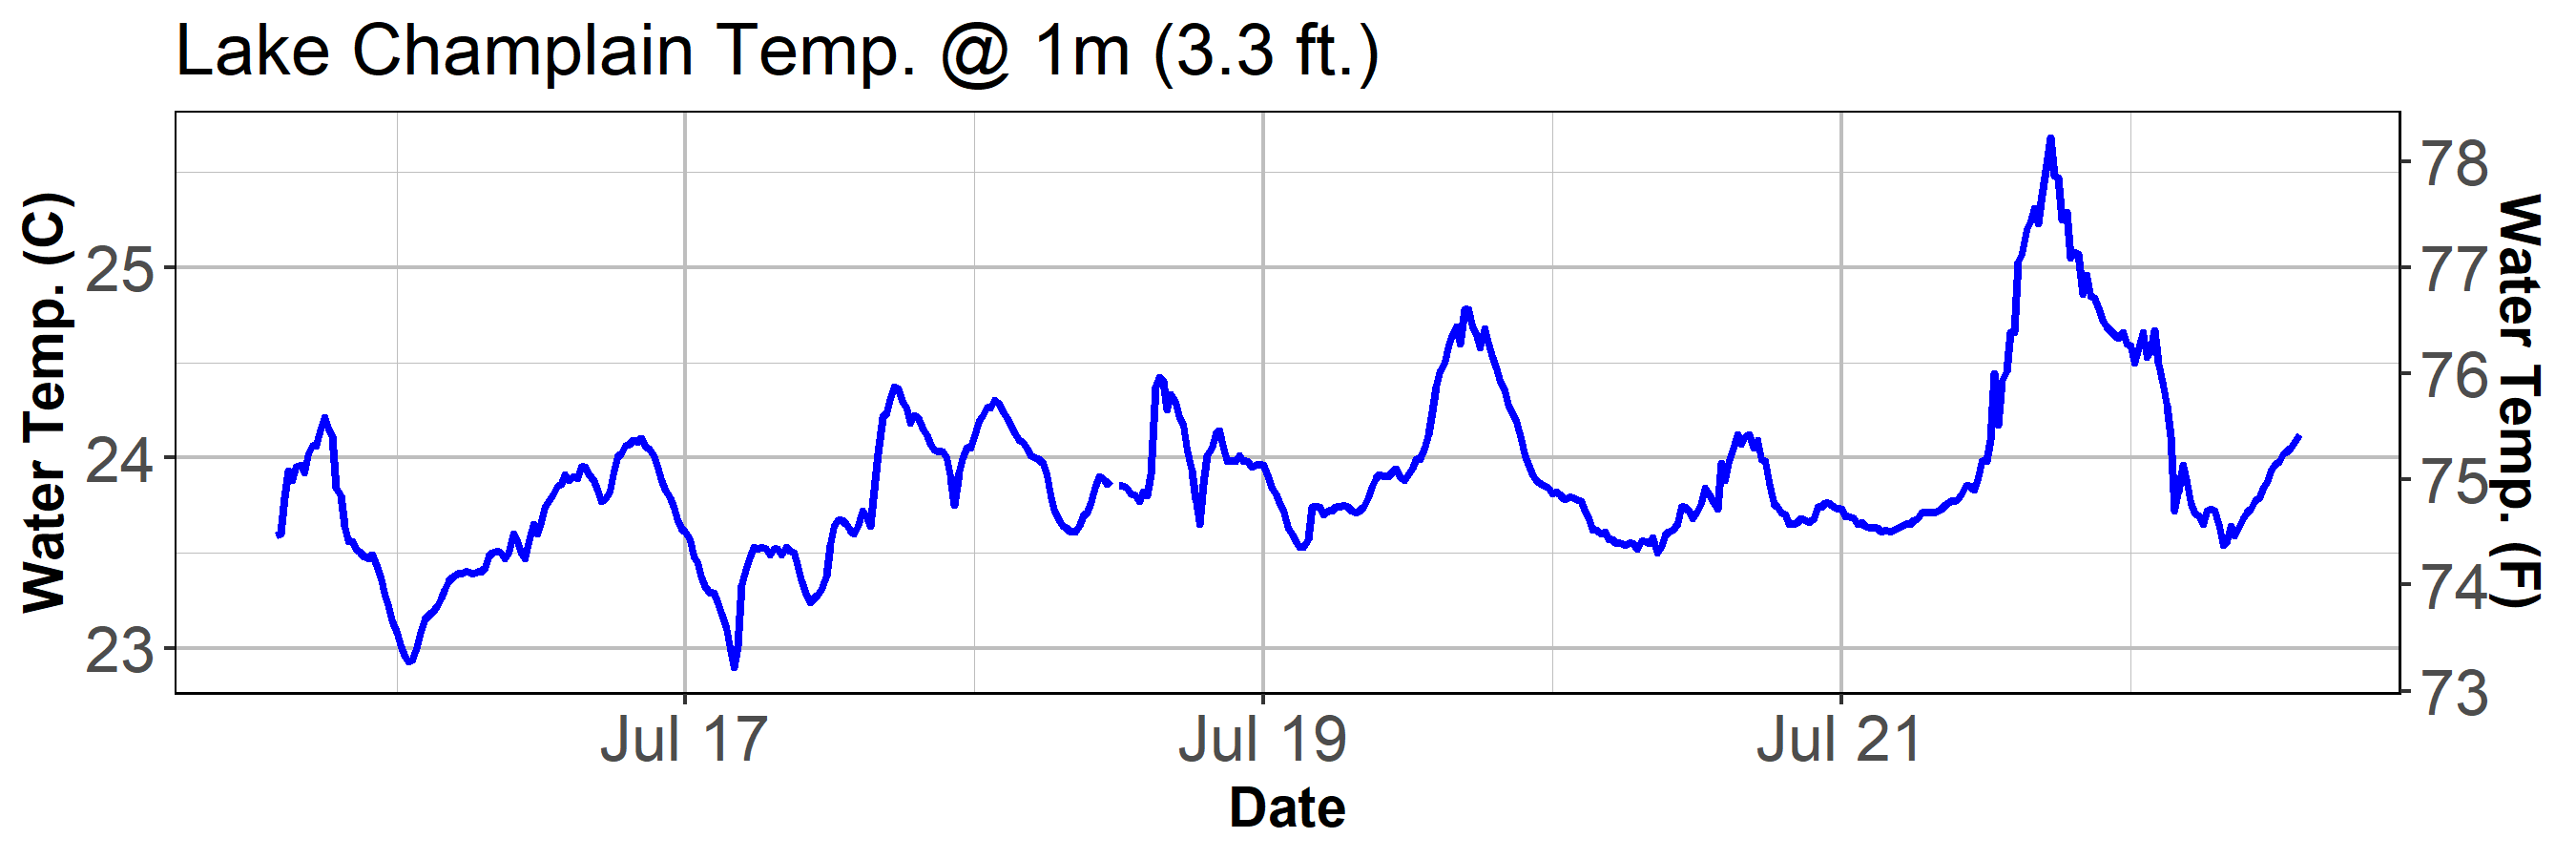 Lake Champlain Temp. @ 1m (3.3 ft.)
Water Temp. (C)
25
24
23
78
77
76
75
74
73
Water Temp. (F)
Jul 17
Jul 19
Jul 21
Date